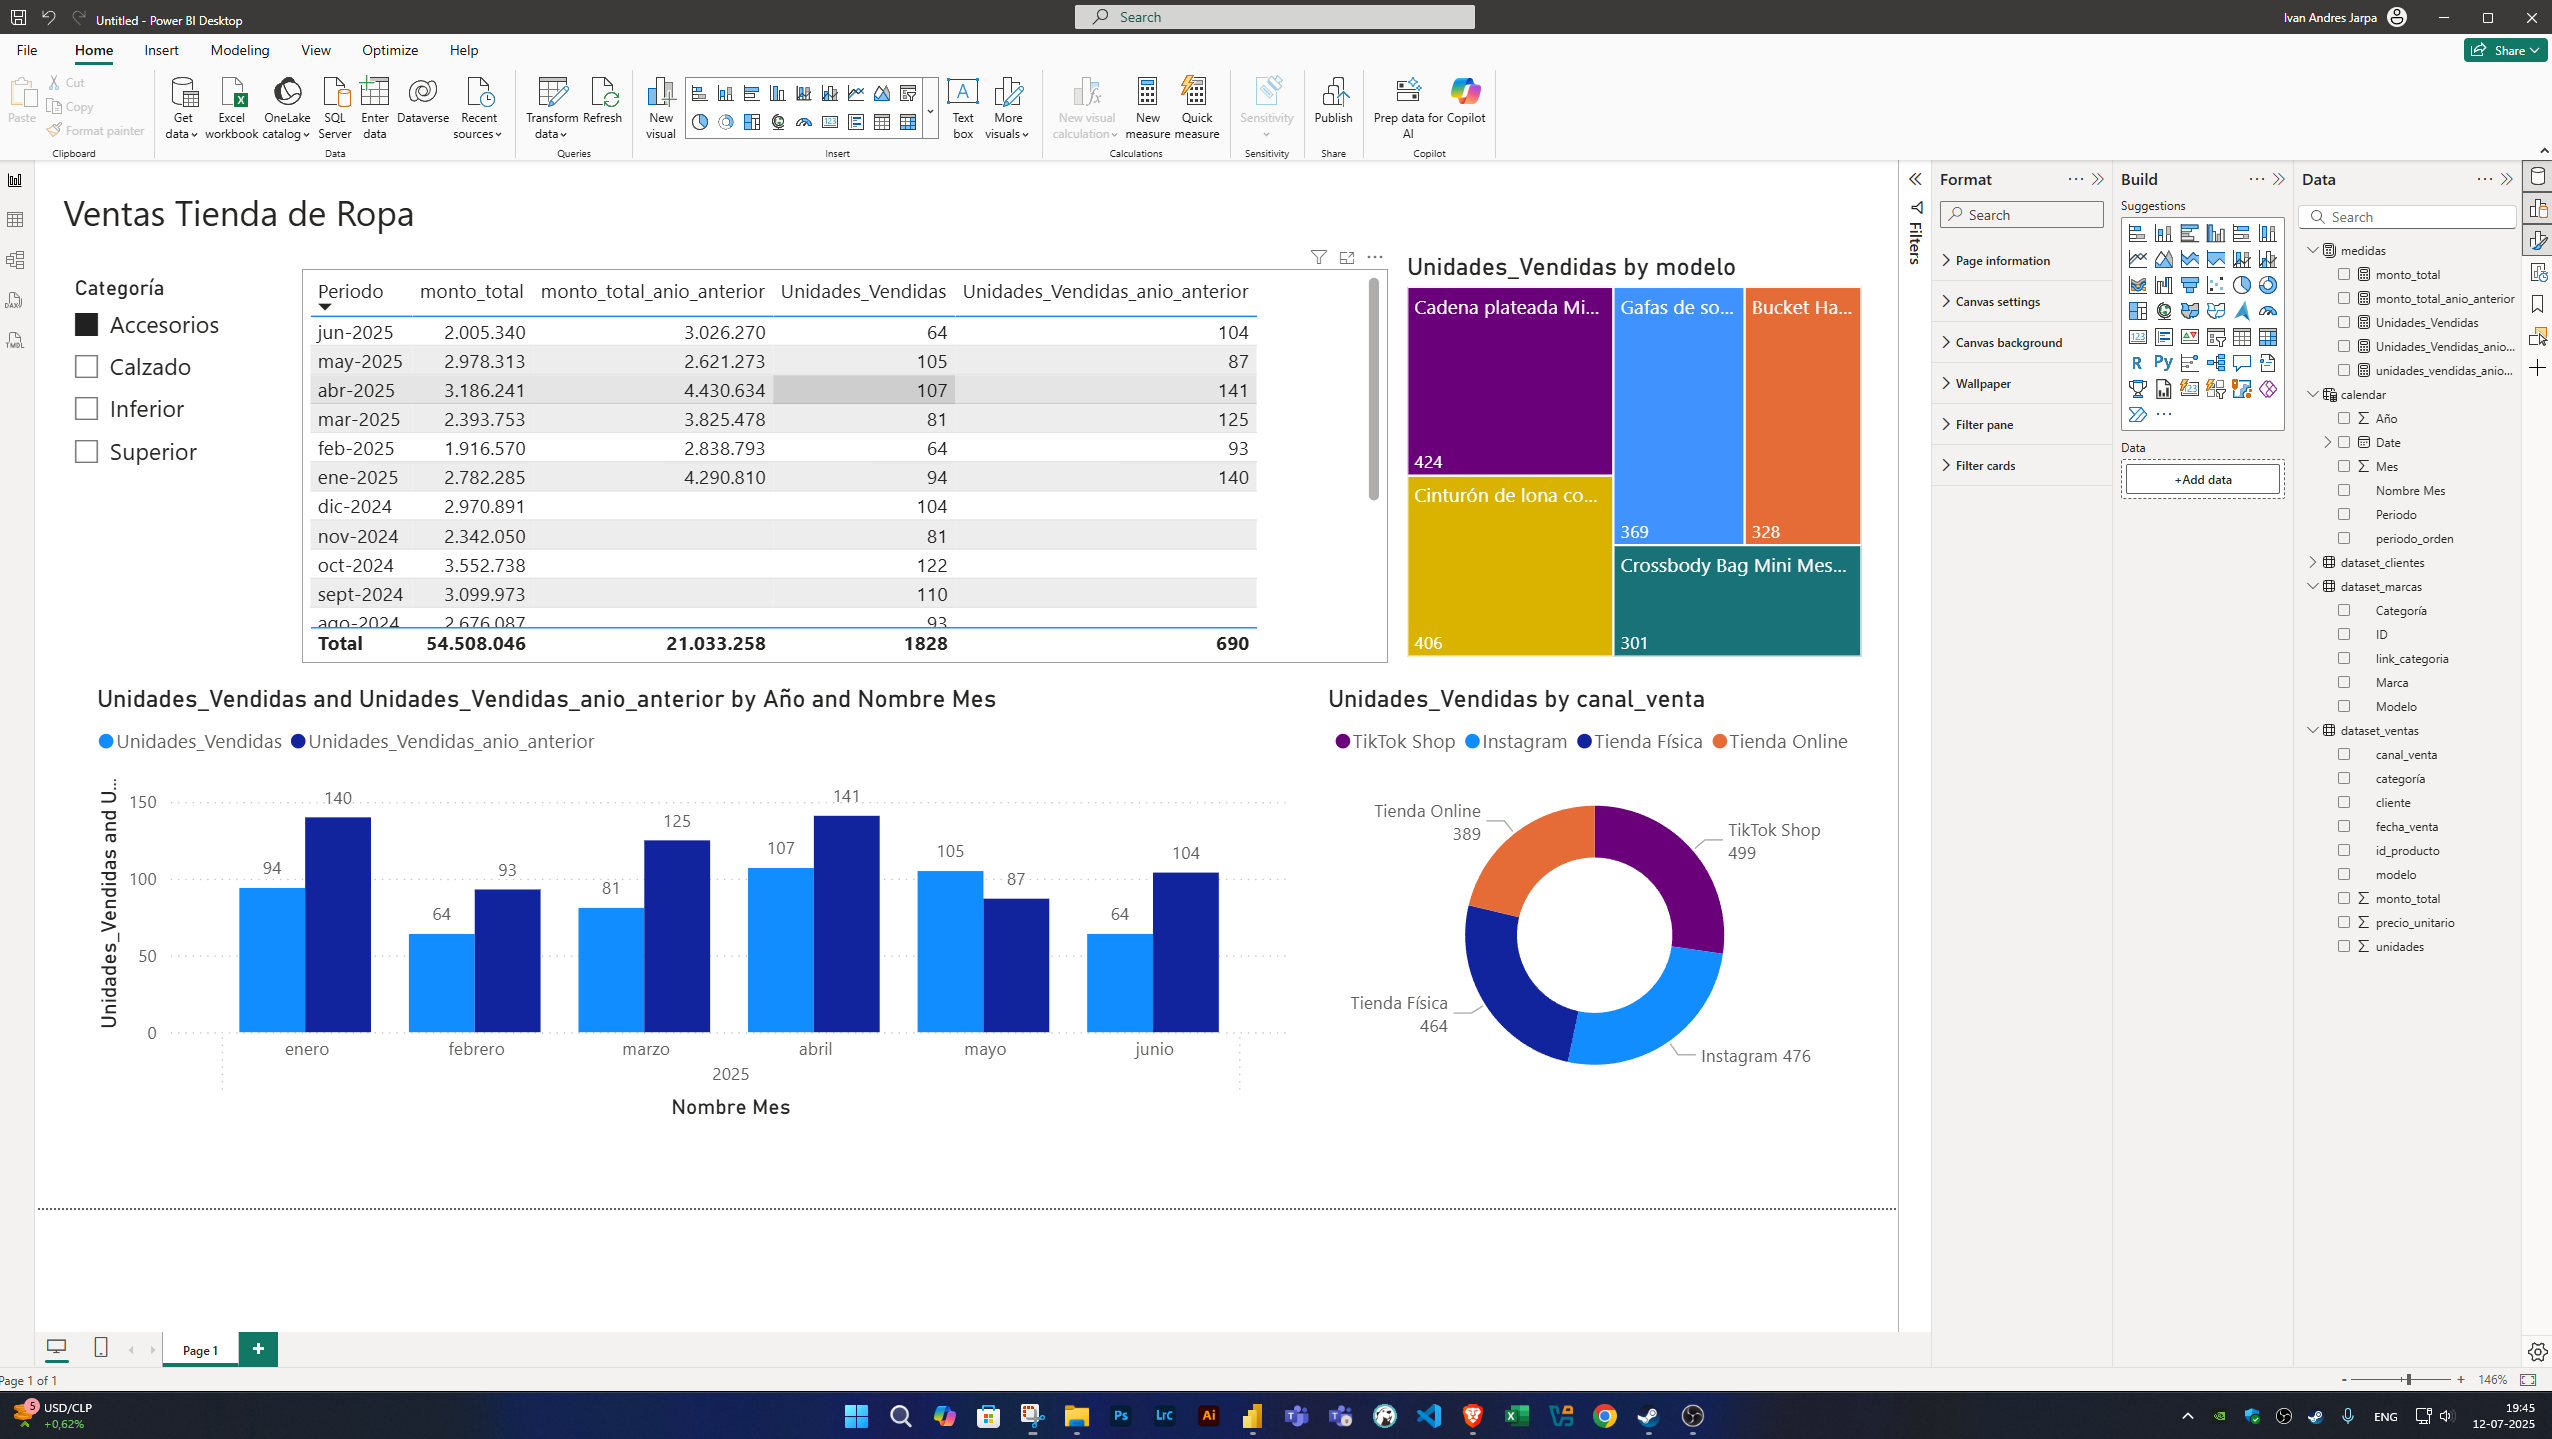 Untitled - Power BI Desktop
Search
Ivan Andres Jarpa
File Home Insert Modeling View Optimize Help
Share
Paste
Cut
Copy
Format painter
Clipboard
Get data
Excel workbook
OneLake catalog
SQL Server
Enter data
Dataverse
Recent sources
Data
Transform data
Refresh
Queries
New visual
Text box
More visuals
Insert
New visual calculation
New measure
Quick measure
Calculations
Sensitivity
Sensitivity
Publish
Share
Prep data for AI
Copilot
Copilot
Ventas Tienda de Ropa
Categoría
Accesorios
Calzado
Inferior
Superior
Periodo monto_total monto_total_anio_anterior Unidades_Vendidas Unidades_Vendidas_anio_anterior
jun-2025 2.005.340 3.026.270 64 104
may-2025 2.978.313 2.621.273 105 87
abr-2025 3.186.241 4.430.634 107 141
mar-2025 2.393.753 3.825.478 81 125
feb-2025 1.916.570 2.838.793 64 93
ene-2025 2.782.285 4.290.810 94 140
dic-2024 2.970.891 104
nov-2024 2.342.050 81
oct-2024 3.552.738 122
sept-2024 3.099.973 110
ago-2024 2.676.087 93
Total 54.508.046 21.033.258 1828 690
Unidades_Vendidas by modelo
Cadena plateada Mi...
424
Gafas de so...
369
Bucket Ha...
328
Cinturón de lona co...
406
Crossbody Bag Mini Mes...
301
Unidades_Vendidas and Unidades_Vendidas_anio_anterior by Año and Nombre Mes
Unidades_Vendidas Unidades_Vendidas_anio_anterior
Unidades_Vendidas and U...
150
100
50
0
94 140
64 93
81 125
107 141
105 87
64 104
enero febrero marzo abril mayo junio
2025
Nombre Mes
Unidades_Vendidas by canal_venta
TikTok Shop Instagram Tienda Física Tienda Online
Tienda Online
389
TikTok Shop
499
Tienda Física
464
Instagram 476
Filters
Format
Search
Page information
Canvas settings
Canvas background
Wallpaper
Filter pane
Filter cards
Build
Suggestions
R Py
Data
+Add data
Data
Search
medidas
monto_total
monto_total_anio_anterior
Unidades_Vendidas
Unidades_Vendidas_anio...
unidades_vendidas_anio...
calendar
Año
Date
Mes
Nombre Mes
Periodo
periodo_orden
dataset_clientes
dataset_marcas
Categoría
ID
link_categoria
Marca
Modelo
dataset_ventas
canal_venta
categoría
cliente
fecha_venta
id_producto
modelo
monto_total
precio_unitario
unidades
DAX
TMDL
Page 1
Page 1 of 1
- + 146%
5
USD/CLP
+0,62%
Ps
LrC
Ai
ENG
19:45
12-07-2025